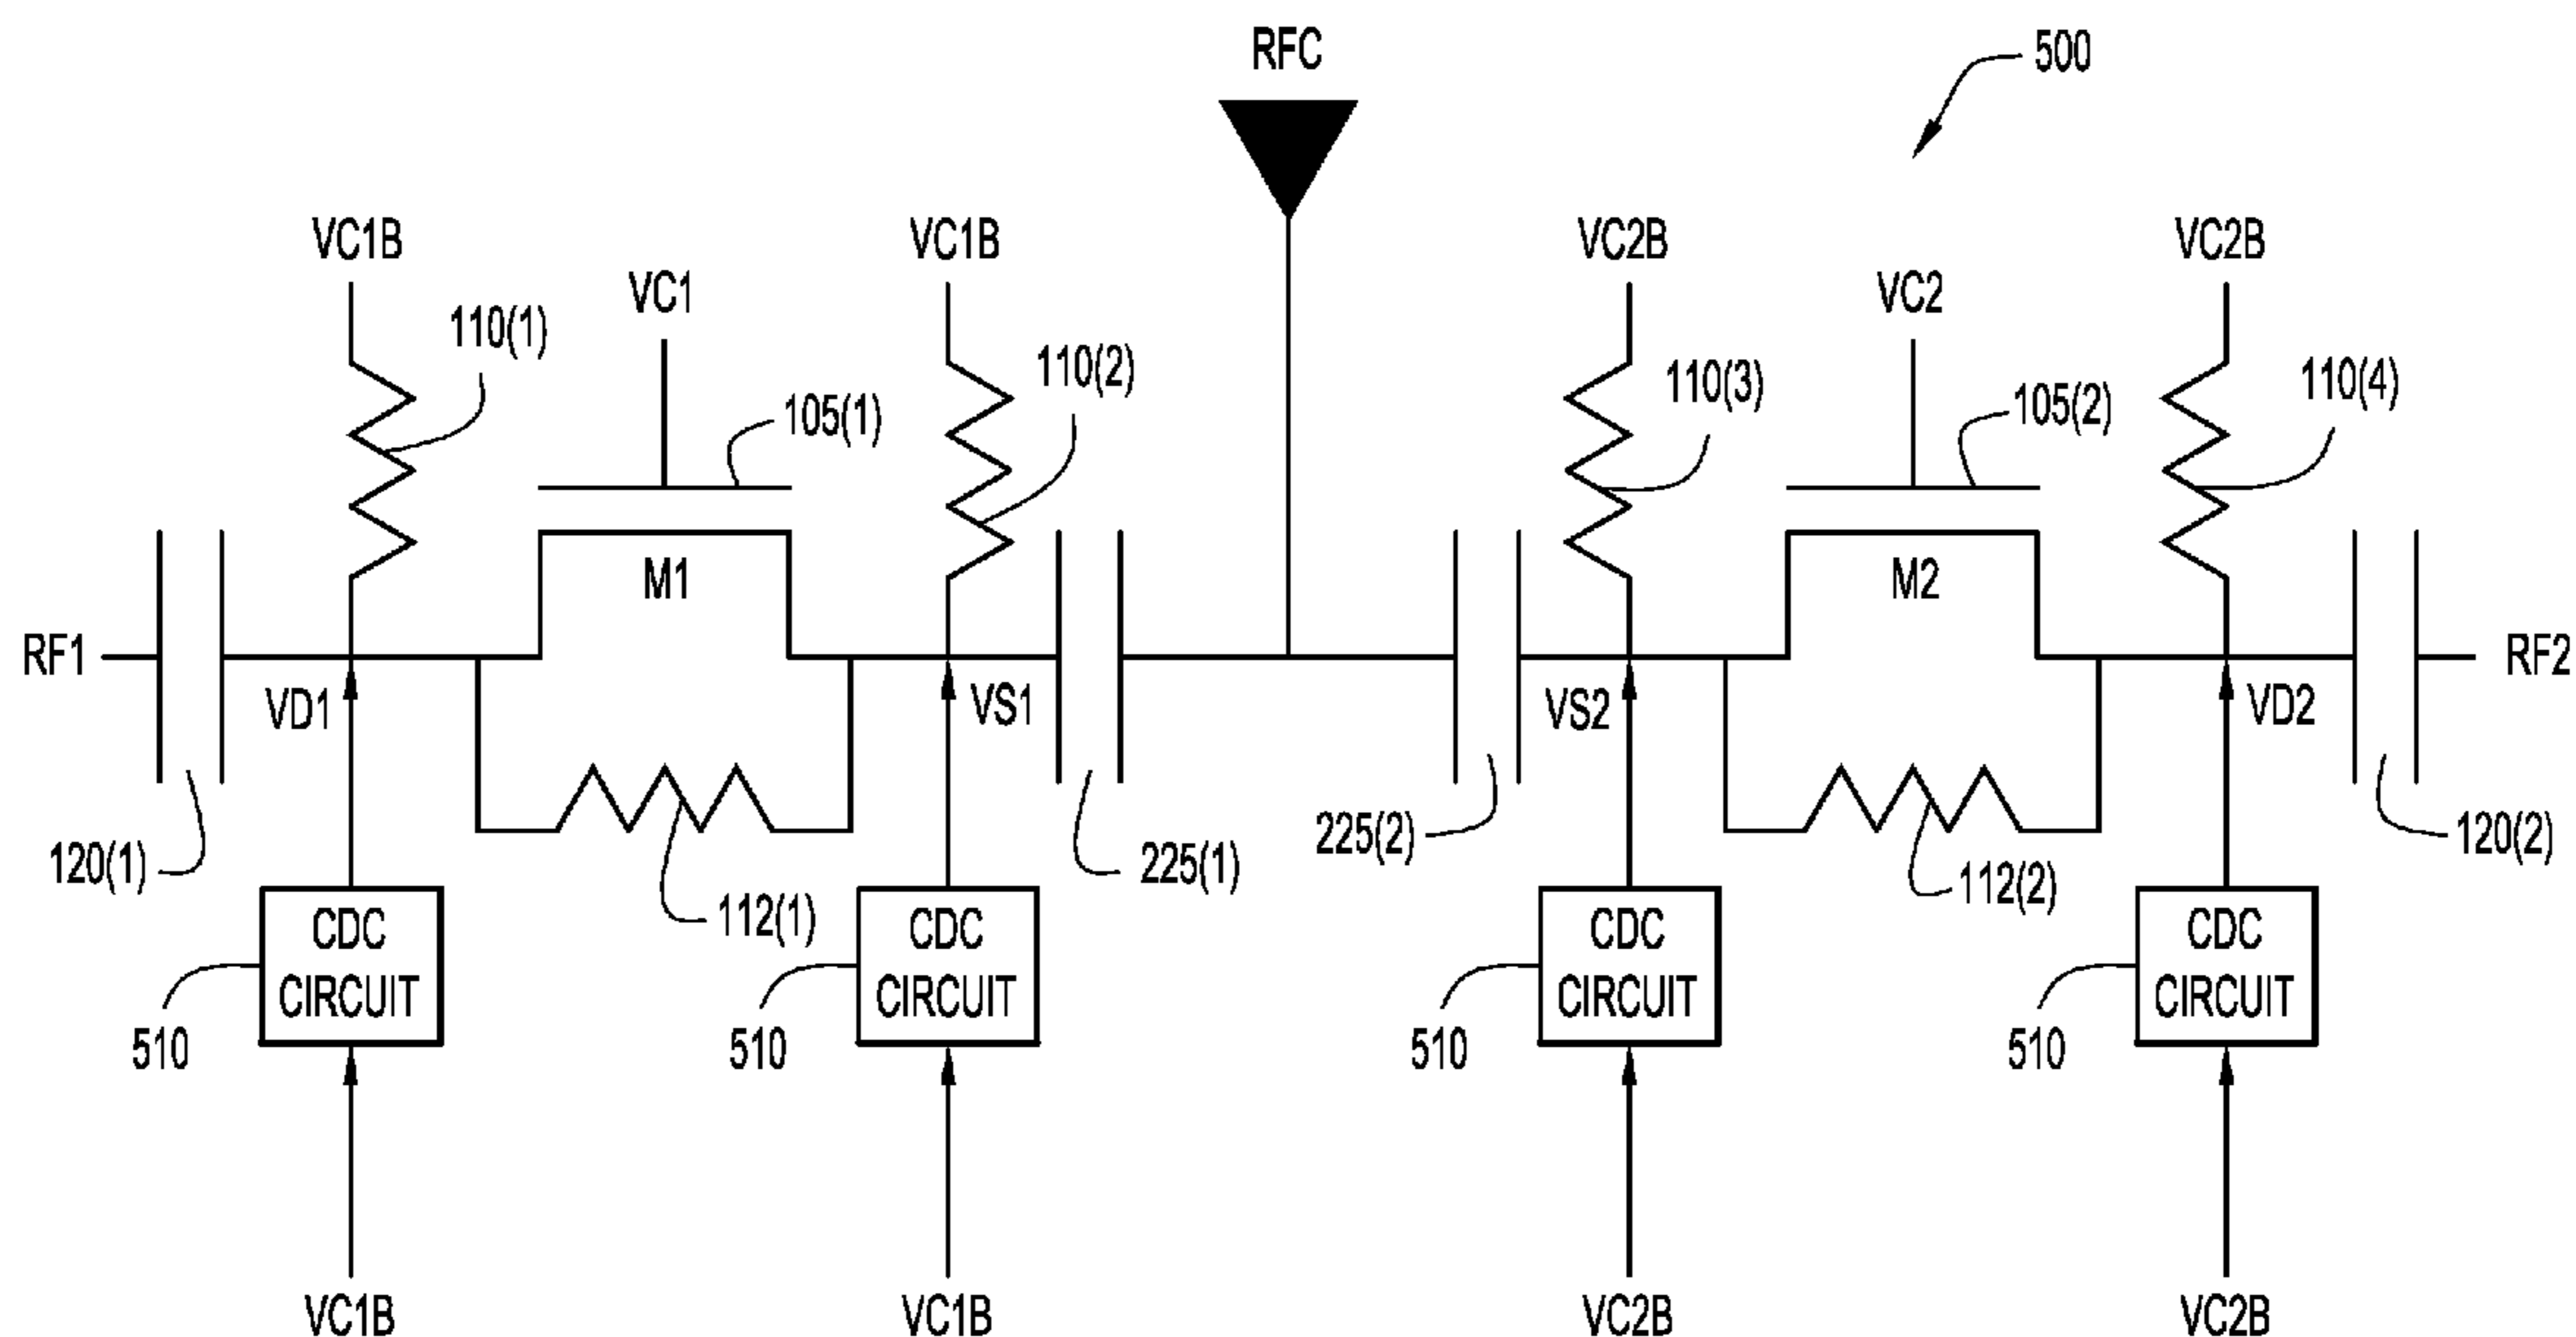 RFC
500
VC1B
VC1B
VC2B
VC2B
VC1
VC2
110(1)
110(2)
110(3)
110(4)
105(1)
105(2)
M1
M2
RF1
RF2
VD1
VS1
VS2
VD2
120(1)
225(1)
225(2)
120(2)
112(1)
112(2)
CDC
CIRCUIT
CDC
CIRCUIT
CDC
CIRCUIT
CDC
CIRCUIT
510
510
510
510
VC1B
VC1B
VC2B
VC2B